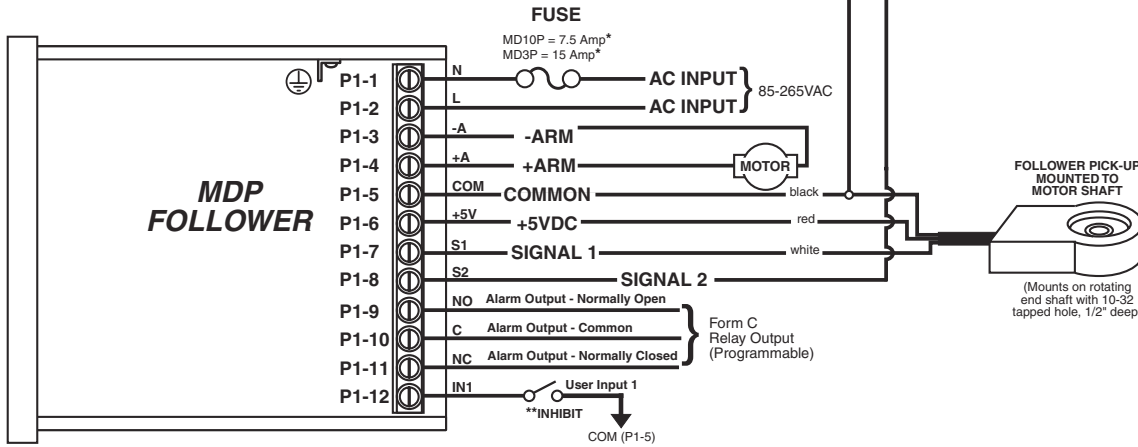 FUSE
MD10P = 7.5 Amp*
MD3P = 15 Amp*
P1-1 N AC INPUT
85-265VAC
P1-2 L AC INPUT
P1-3 -A -ARM
P1-4 +A +ARM MOTOR
P1-5 COM COMMON black
P1-6 +5V +5VDC red
P1-7 S1 SIGNAL 1 white
P1-8 S2 SIGNAL 2
P1-9 NO Alarm Output - Normally Open
P1-10 C Alarm Output - Common
P1-11 NC Alarm Output - Normally Closed
Form C
Relay Output
(Programmable)
P1-12 IN1 User Input 1
**INHIBIT
COM (P1-5)
MDP
FOLLOWER
FOLLOWER PICK-UP
MOUNTED TO
MOTOR SHAFT
(Mounts on rotating
end shaft with 10-32
tapped hole, 1/2" deep